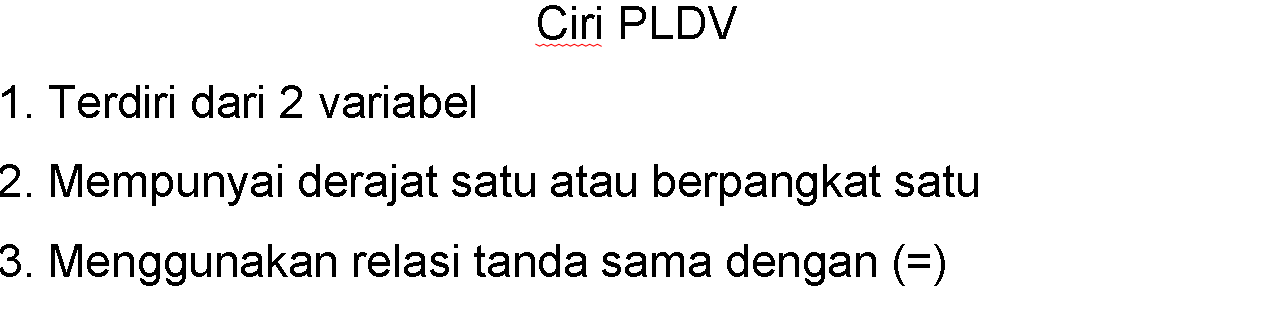 Ciri PLDV
1. Terdiri dari 2 variabel
2. Mempunyai derajat satu atau berpangkat satu
3. Menggunakan relasi tanda sama dengan (=)